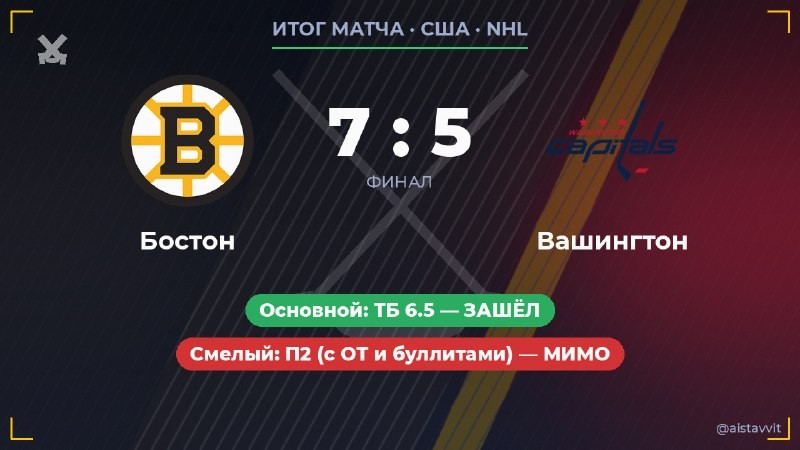 ИТОГ МАТЧА · США · NHL
B
7 : 5
capitals
ФИНАЛ
Бостон
Вашингтон
Основной: ТБ 6.5 — ЗАШЁЛ
Смелый: П2 (с ОТ и буллитами) — МИМО
@aistavvit